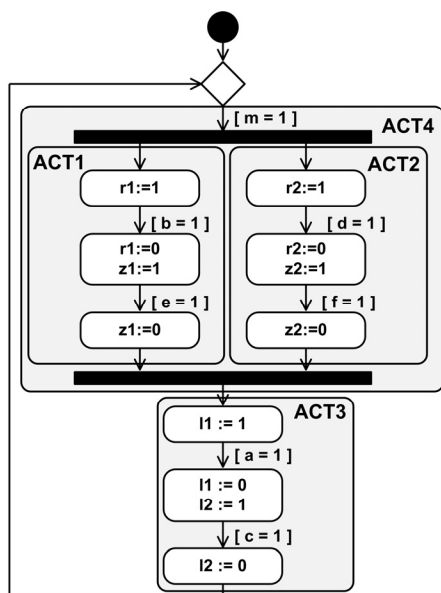 [ m = 1 ]
ACT4
ACT1
r1:=1
[ b = 1 ]
r1:=0
z1:=1
[ e = 1 ]
z1:=0
ACT2
r2:=1
[ d = 1 ]
r2:=0
z2:=1
[ f = 1 ]
z2:=0
ACT3
l1 := 1
[ a = 1 ]
l1 := 0
l2 := 1
[ c = 1 ]
l2 := 0